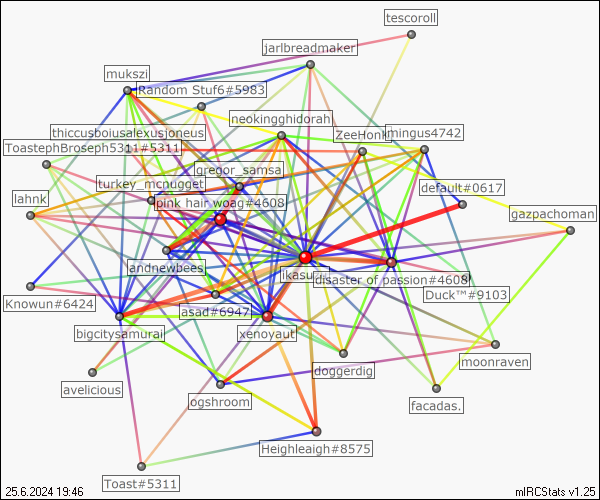 tescoroll
jarlbreadmaker
mukszi
Random Stuf6#5983
neokingghidorah
thiccusboiusalexusjoneus
ZeeHonk
mingus4742
ToastephBroseph5311#5311
gregor_samsa
turkey_mcnugget
default#0617
lahnk
pink hair woag#4608
gazpachoman
landnewbees
likasu
disaster of passion#4608
Knowun#6424
asad#6947
Duck™#9103
bigcitysamurai
xenoyaut
moonraven
doggerdig
avelicious
ogshroom
facadas.
Heighleaigh#8575
Toast#5311
25.6.2024 19:46
mIRCStats v1.25